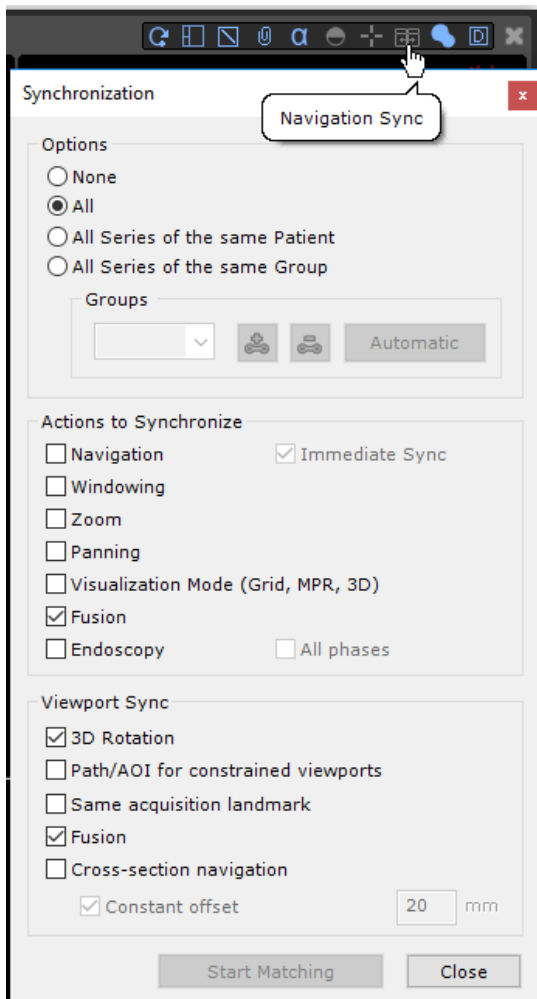 Synchronization
x
Navigation Sync
Options
None
All
All Series of the same Patient
All Series of the same Group
Groups
Automatic
Actions to Synchronize
Navigation Immediate Sync
Windowing
Zoom
Panning
Visualization Mode (Grid, MPR, 3D)
Fusion
Endoscopy All phases
Viewport Sync
3D Rotation
Path/AOI for constrained viewports
Same acquisition landmark
Fusion
Cross-section navigation
Constant offset 20 mm
Start Matching Close